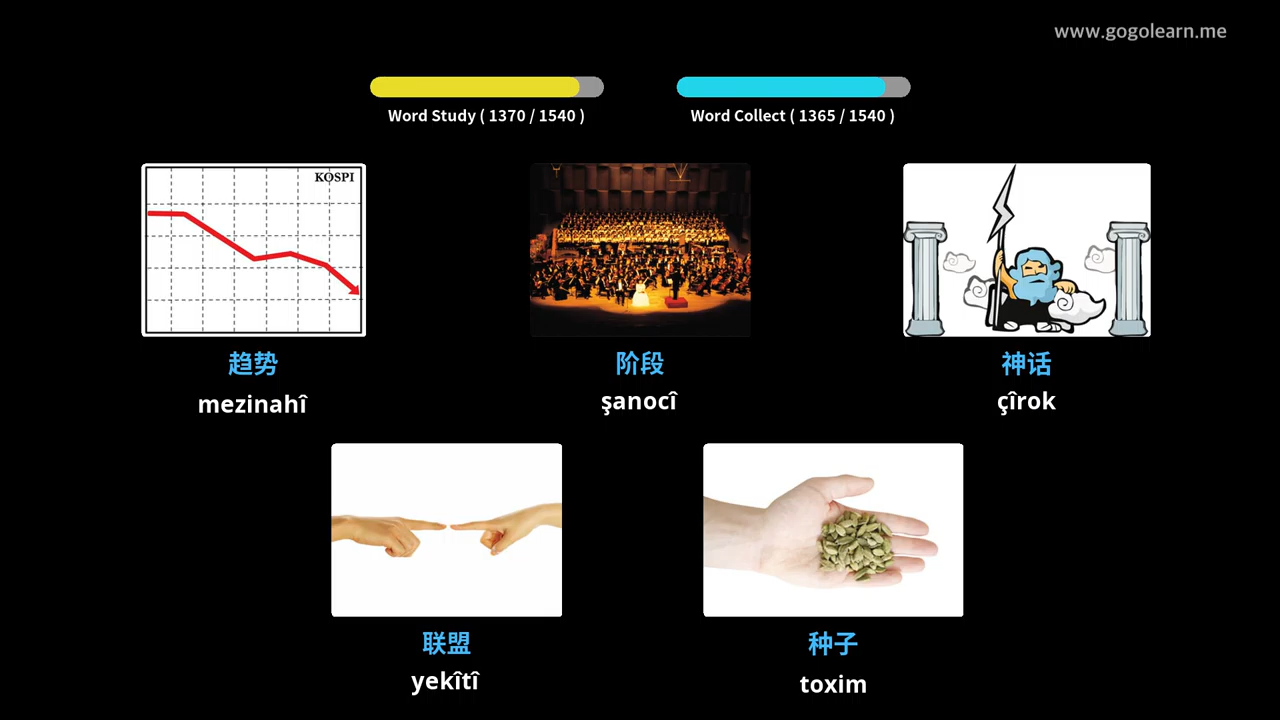 www.gogolearn.me
Word Study ( 1370 / 1540 )
Word Collect ( 1365 / 1540 )
KOSPI
趋势
mezinahî
阶段
şanocî
神话
çîrok
联盟
yekîtî
种子
toxim